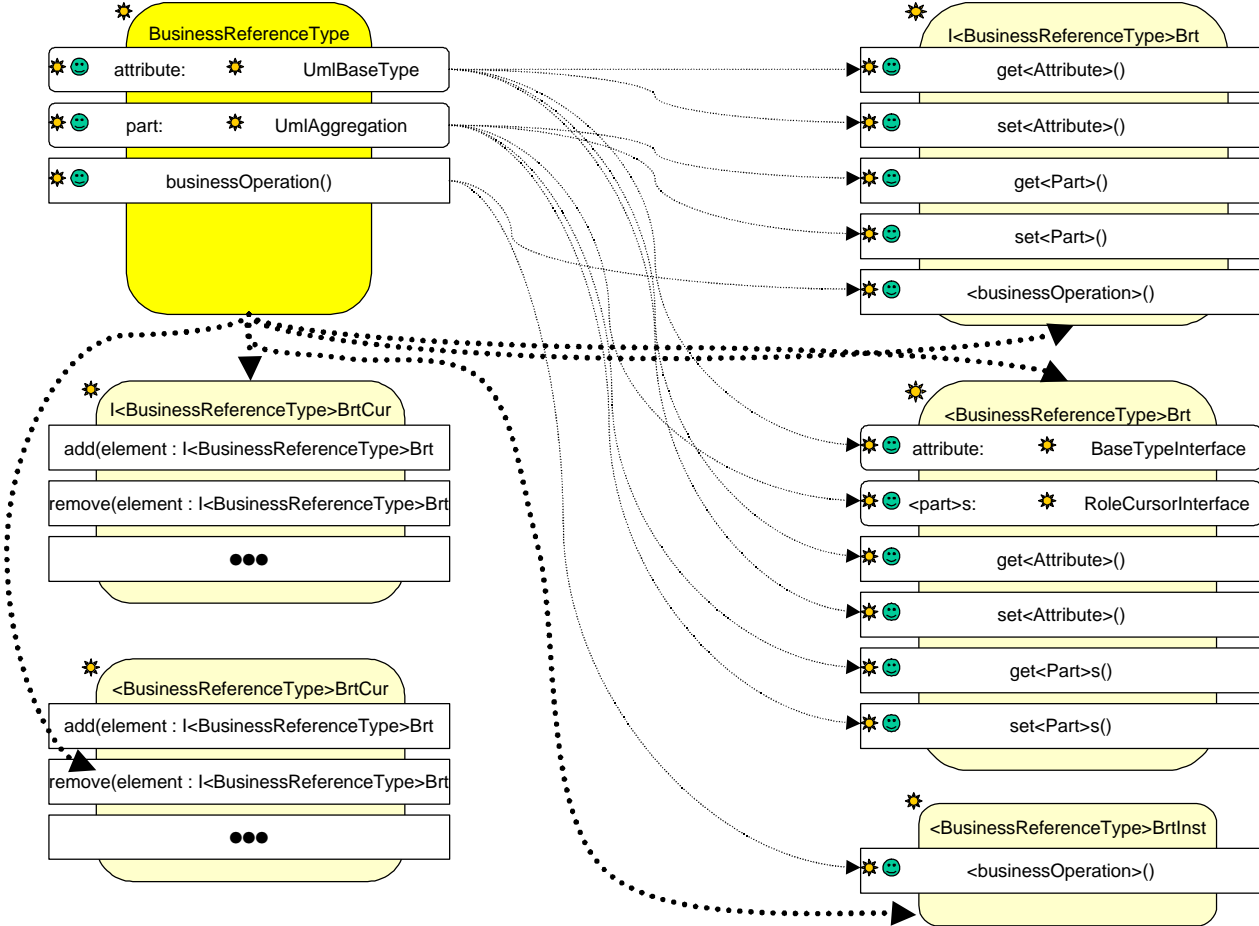 BusinessReferenceType
attribute: UmlBaseType
part: UmlAggregation
businessOperation()
I<BusinessReferenceType>Brt
get<Attribute>()
set<Attribute>()
get<Part>()
set<Part>()
<businessOperation>()
I<BusinessReferenceType>BrtCur
add(element : I<BusinessReferenceType>Brt
remove(element : I<BusinessReferenceType>Brt
<BusinessReferenceType>BrtCur
add(element : I<BusinessReferenceType>Brt
remove(element : I<BusinessReferenceType>Brt
<BusinessReferenceType>Brt
attribute: BaseTypeInterface
<part>s: RoleCursorInterface
get<Attribute>()
set<Attribute>()
get<Part>s()
set<Part>s()
<BusinessReferenceType>BrtInst
<businessOperation>()